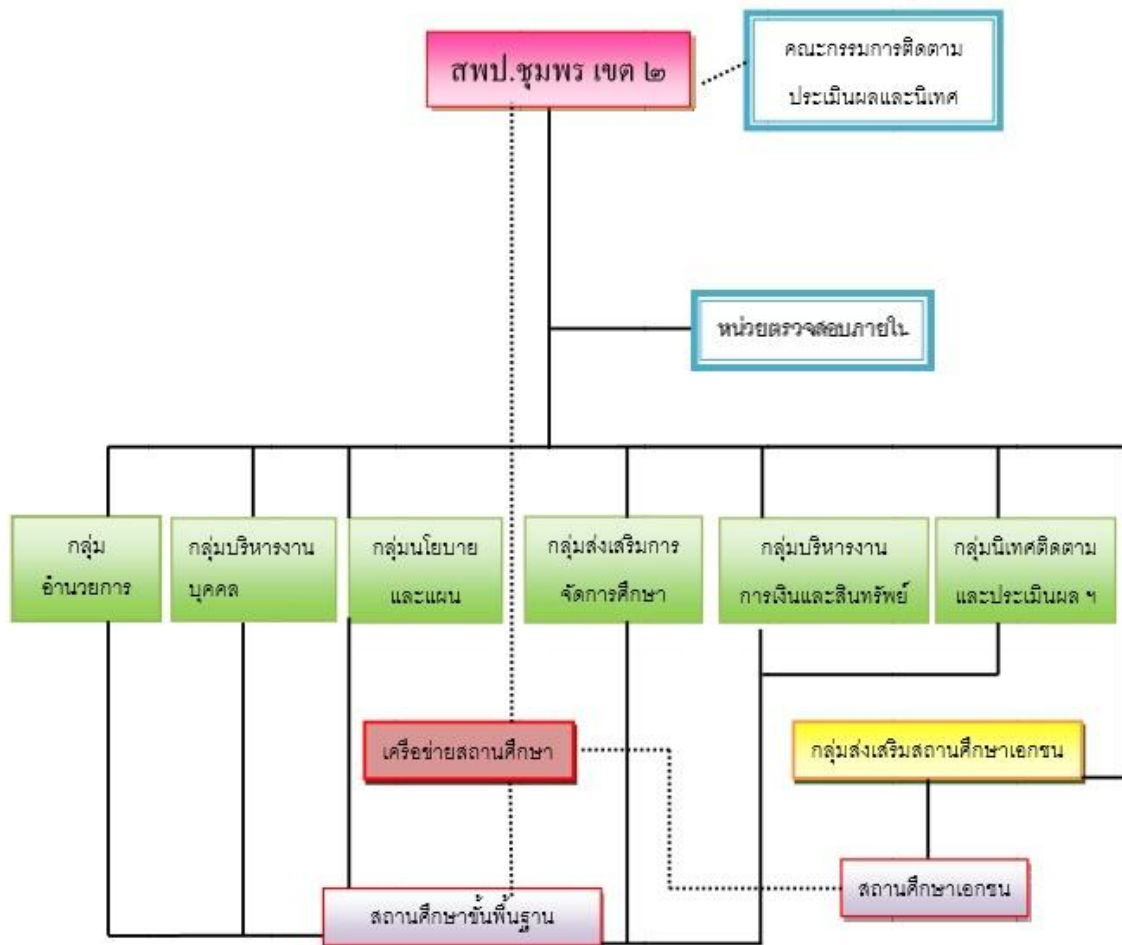 สพป.ชุมพร เขต ๒
คณะกรรมการติดตาม
ประเมินผลและนิเทศ
หน่วยตรวจสอบภายใน
กลุ่ม
อำนวยการ
กลุ่มบริหารงาน
บุคคล
กลุ่มนโยบาย
และแผน
กลุ่มส่งเสริมการ
จัดการศึกษา
กลุ่มบริหารงาน
การเงินและสินทรัพย์
กลุ่มนิเทศติดตาม
และประเมินผล ฯ
เครือข่ายสถานศึกษา
กลุ่มส่งเสริมสถานศึกษาเอกชน
สถานศึกษาเอกชน
สถานศึกษาขั้นพื้นฐาน